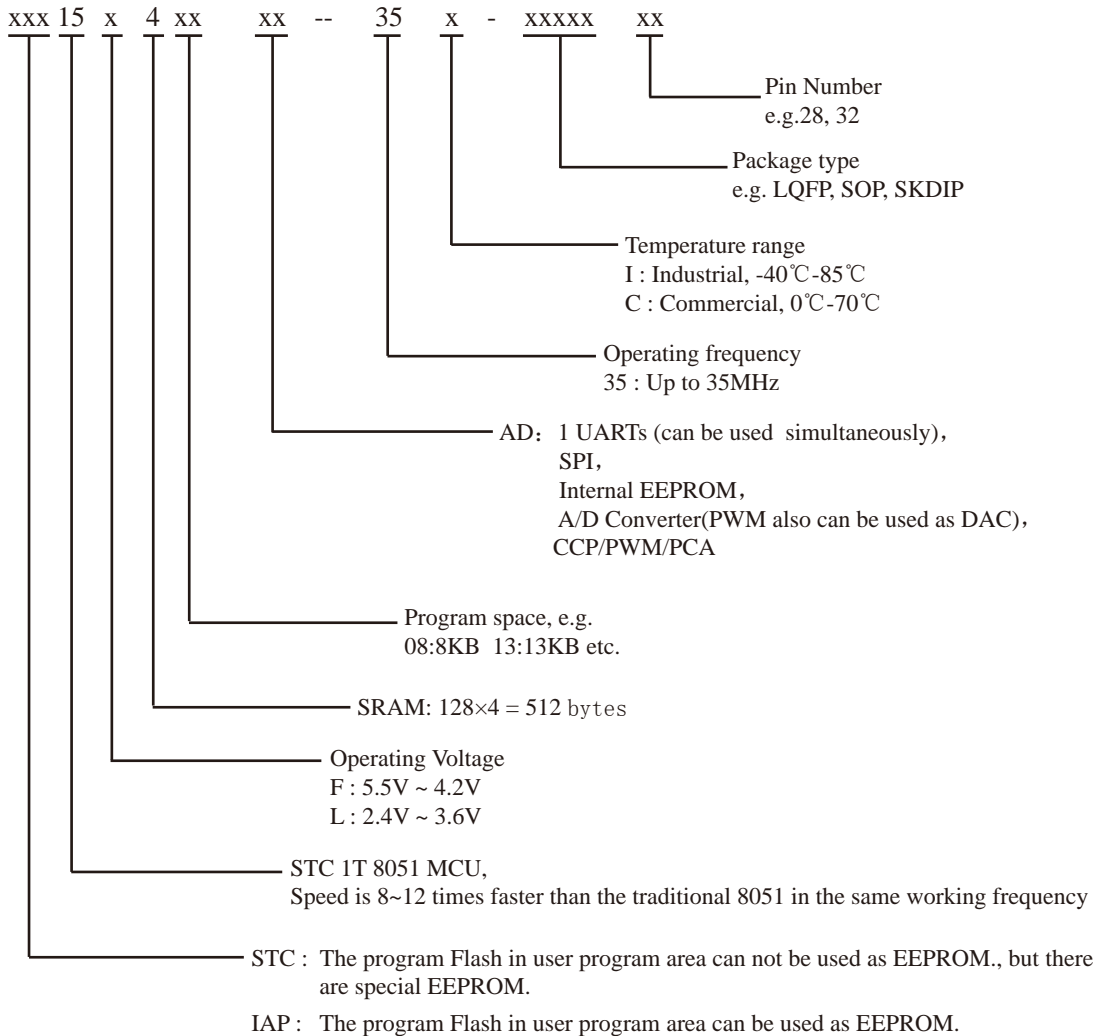 xxx 15 x 4 xx xx -- 35 x - xxxxx xx
Pin Number
e.g.28, 32
Package type
e.g. LQFP, SOP, SKDIP
Temperature range
I : Industrial, -40℃-85℃
C : Commercial, 0℃-70℃
Operating frequency
35 : Up to 35MHz
AD: 1 UARTs (can be used simultaneously),
SPI,
Internal EEPROM,
A/D Converter(PWM also can be used as DAC),
CCP/PWM/PCA
Program space, e.g.
08:8KB 13:13KB etc.
SRAM: 128×4 = 512 bytes
Operating Voltage
F : 5.5V ~ 4.2V
L : 2.4V ~ 3.6V
STC 1T 8051 MCU,
Speed is 8~12 times faster than the traditional 8051 in the same working frequency
STC : The program Flash in user program area can not be used as EEPROM., but there
are special EEPROM.
IAP : The program Flash in user program area can be used as EEPROM.